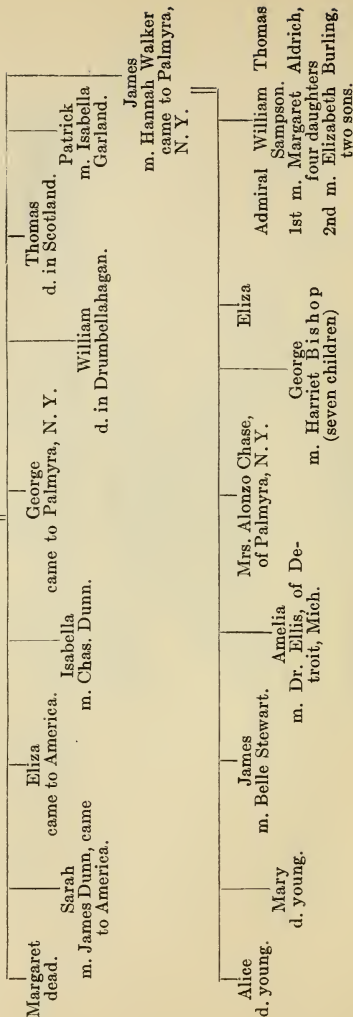 Margaret
dead.
Sarah
m. James Dunn, came
to America.
Eliza
came to America.
Isabella
m. Chas. Dunn.
George
came to Palmyra, N. Y.
William
d. in Drumbellahagan.
Thomas
d. in Scotland.
Patrick
m. Isabella
Garland.
James
m. Hannah Walker
came to Palmyra,
N. Y.
Alice
d. young.
Mary
d. young.
James
m. Belle Stewart.
Amelia
m. Dr. Ellis, of De-
troit, Mich.
Mrs. Alonzo Chase,
of Palmyra, N. Y.
George
m. Harriet Bishop
(seven children)
Eliza
Admiral William Thomas
Sampson.
1st m. Margaret Aldrich,
four daughters
2nd m. Elizabeth Burling,
two sons.